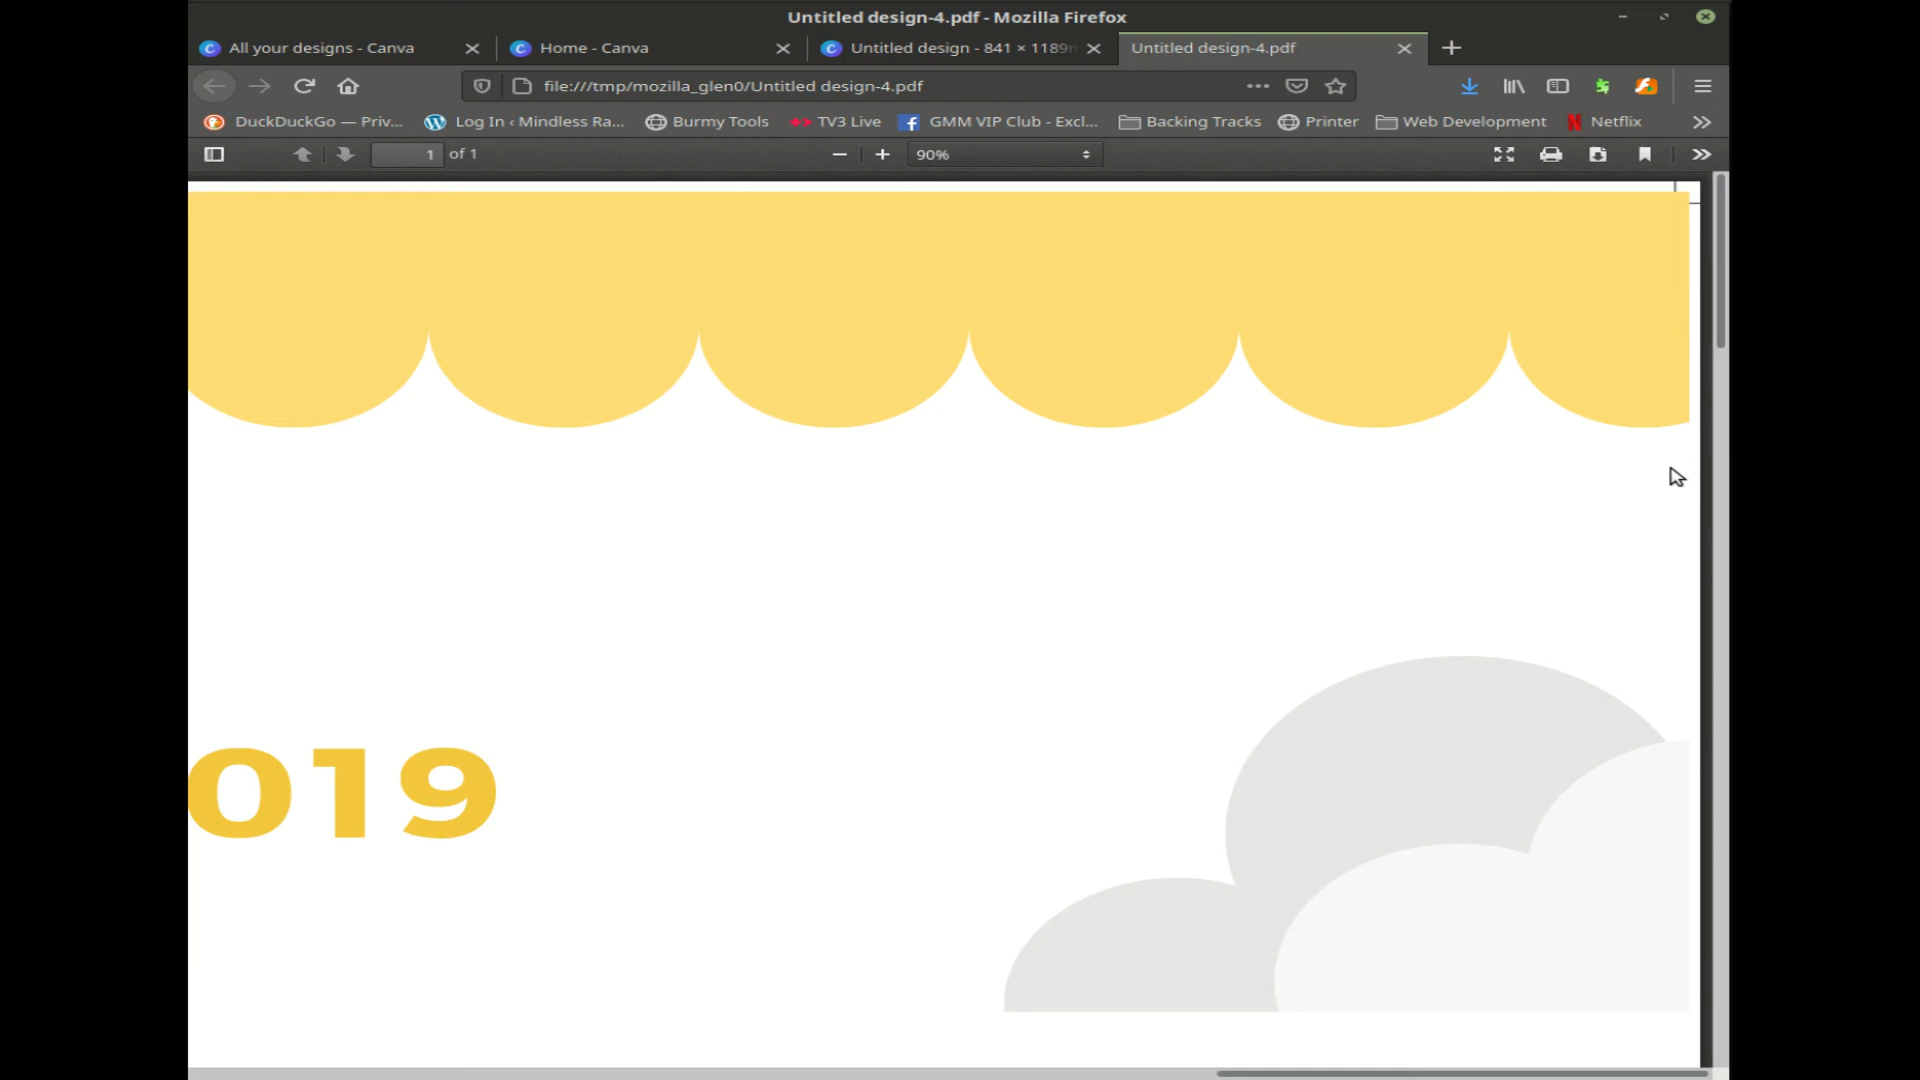 Untitled design-4.pdf - Mozilla Firefox
All your designs - Canva
Home - Canva
Untitled design - 841 × 1189m
Untitled design-4.pdf
file:///tmp/mozilla_glen0/Untitled design-4.pdf
DuckDuckGo — Priv...
Log In ‹ Mindless Ra...
Burmy Tools
TV3 Live
GMM VIP Club - Excl...
Backing Tracks
Printer
Web Development
Netflix
1 of 1
90%
019